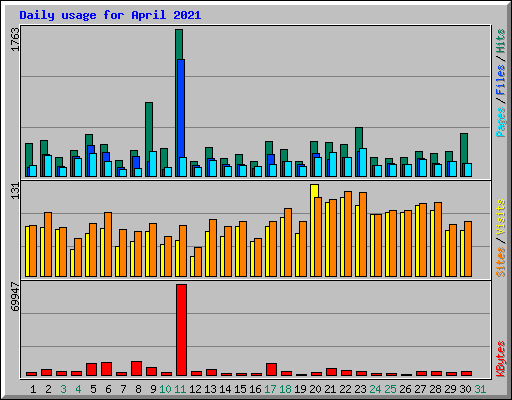 Daily usage for April 2021
1763
Pages / Files / Hits
131
Sites / Visits
69947
KBytes
1 2 3 4 5 6 7 8 9 10 11 12 13 14 15 16 17 18 19 20 21 22 23 24 25 26 27 28 29 30 31